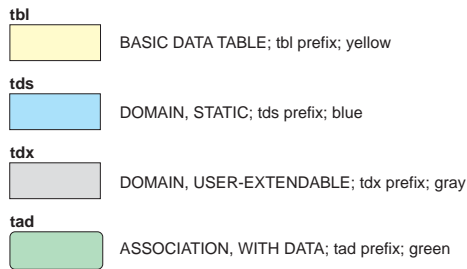 tbl
BASIC DATA TABLE; tbl prefix; yellow
tds
DOMAIN, STATIC; tds prefix; blue
tdx
DOMAIN, USER-EXTENDABLE; tdx prefix; gray
tad
ASSOCIATION, WITH DATA; tad prefix; green